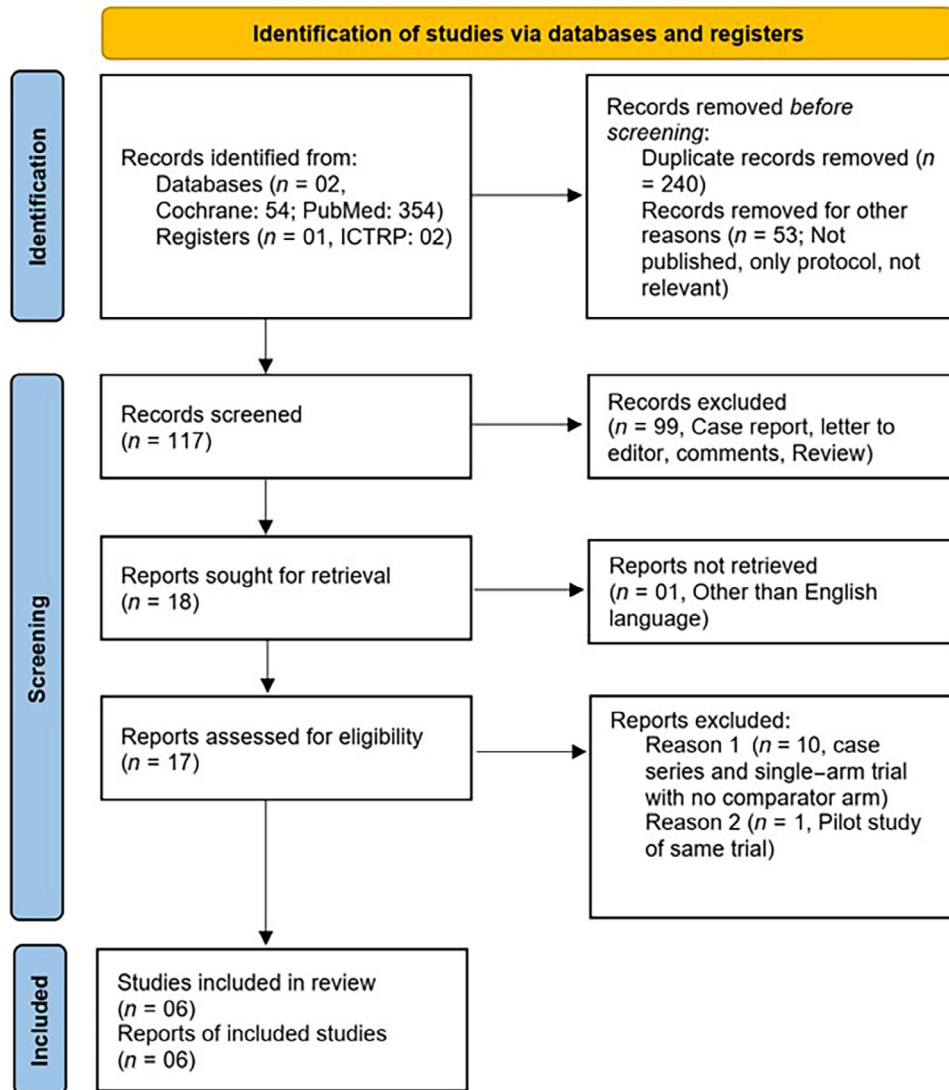 Identification of studies via databases and registers
Identification
Records identified from:
Databases (n = 02,
Cochrane: 54; PubMed: 354)
Registers (n = 01, ICTRP: 02)
Records removed before
screening:
Duplicate records removed (n
= 240)
Records removed for other
reasons (n = 53; Not
published, only protocol, not
relevant)
Screening
Records screened
(n = 117)
Records excluded
(n = 99, Case report, letter to
editor, comments, Review)
Reports sought for retrieval
(n = 18)
Reports not retrieved
(n = 01, Other than English
language)
Reports assessed for eligibility
(n = 17)
Reports excluded:
Reason 1 (n = 10, case
series and single–arm trial
with no comparator arm)
Reason 2 (n = 1, Pilot study
of same trial)
Included
Studies included in review
(n = 06)
Reports of included studies
(n = 06)